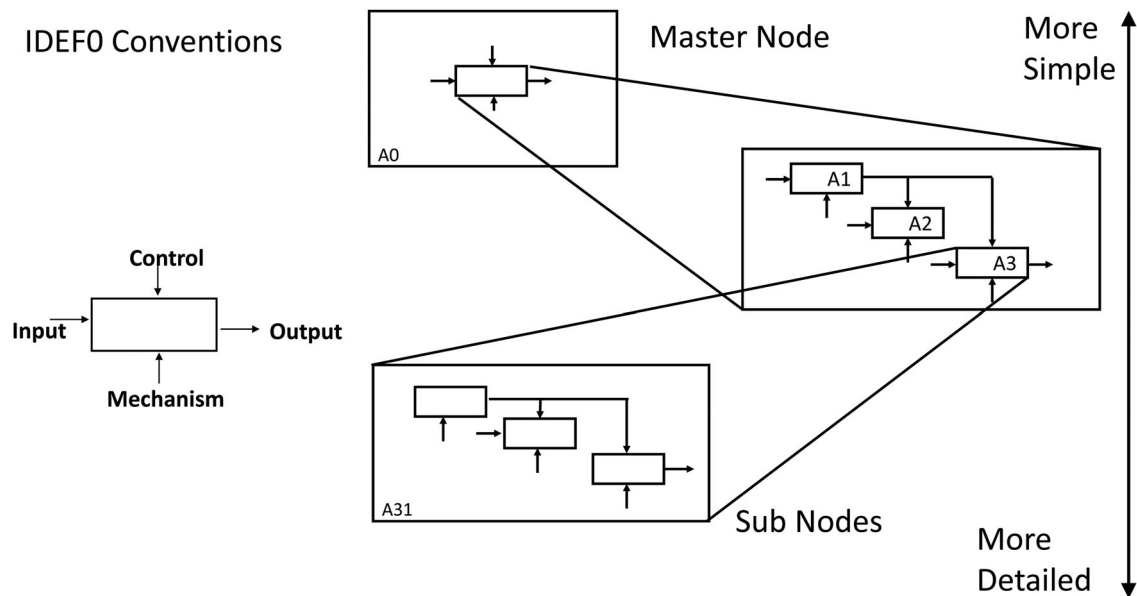 IDEF0 Conventions
Master Node
More
Simple
A0
A1
A2
A3
Control
Input
Output
Mechanism
A31
Sub Nodes
More
Detailed